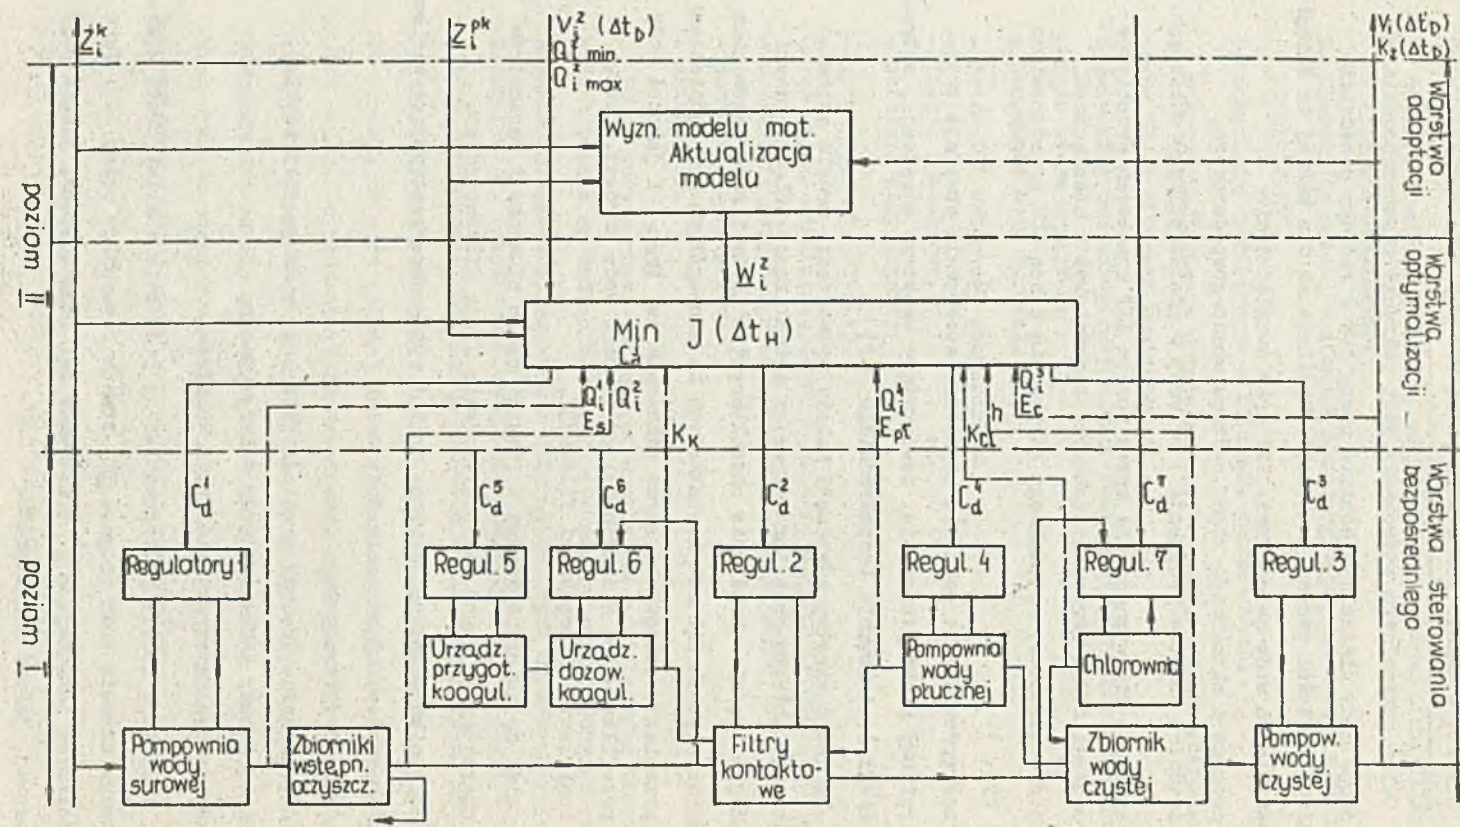 Z_i^k
Z_i^pk
V_i^z (Δt_D)
Q_i^z min
Q_i^z max
V_i (Δt_D)
K_z (Δt_D)
Warstwa
adaptacji
Wyzn. modelu mat.
Aktualizacja
modelu
poziom II
W_i^z
Warstwa
optymalizacji
Min J (Δt_H)
C_d^j
Q_i^1
E_s
Q_i^2
K_K
Q_i^4
E_pł
K_cł
h
Q_i^3
E_c
C_d^1
C_d^5
C_d^6
C_d^2
C_d^4
C_d^7
C_d^3
Warstwa sterowania
bezpośredniego
Regulatory 1
Regul. 5
Regul. 6
Regul. 2
Regul. 4
Regul. 7
Regul. 3
poziom I
Urządz.
przygot.
koagul.
Urządz.
dozow.
koagul.
Pompownia
wody
płucznej
Chlorownia
Pompownia
wody
surowej
Zbiorniki
wstępn.
oczyszcz.
Filtry
kontakto-
we
Zbiornik
wody
czystej
Pompow.
wody
czystej